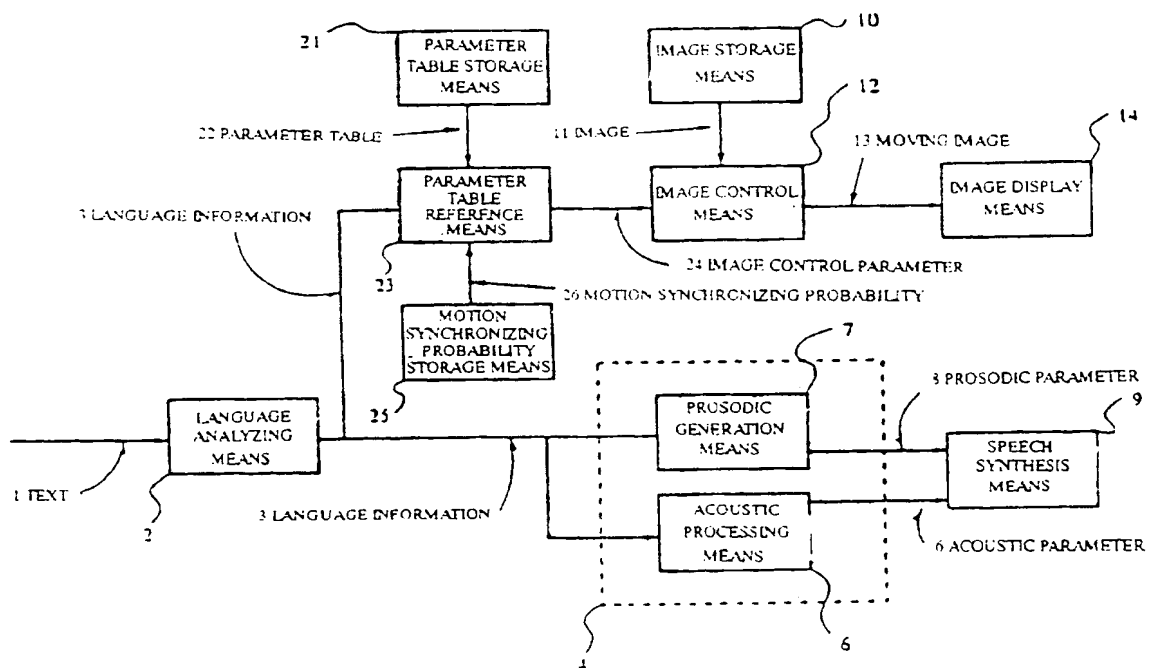 21
PARAMETER
TABLE STORAGE
MEANS
10
IMAGE STORAGE
MEANS
12
22 PARAMETER TABLE
11 IMAGE
13 MOVING IMAGE
14
3 LANGUAGE INFORMATION
PARAMETER
TABLE
REFERENCE
MEANS
IMAGE CONTROL
MEANS
IMAGE DISPLAY
MEANS
23
24 IMAGE CONTROL PARAMETER
26 MOTION SYNCHRONIZING PROBABILITY
MOTION
SYNCHRONIZING
PROBABILITY
STORAGE MEANS
25
7
8 PROSODIC PARAMETER
9
LANGUAGE
ANALYZING
MEANS
PROSODIC
GENERATION
MEANS
SPEECH
SYNTHESIS
MEANS
1 TEXT
2
3 LANGUAGE INFORMATION
ACOUSTIC
PROCESSING
MEANS
6 ACOUSTIC PARAMETER
6
4